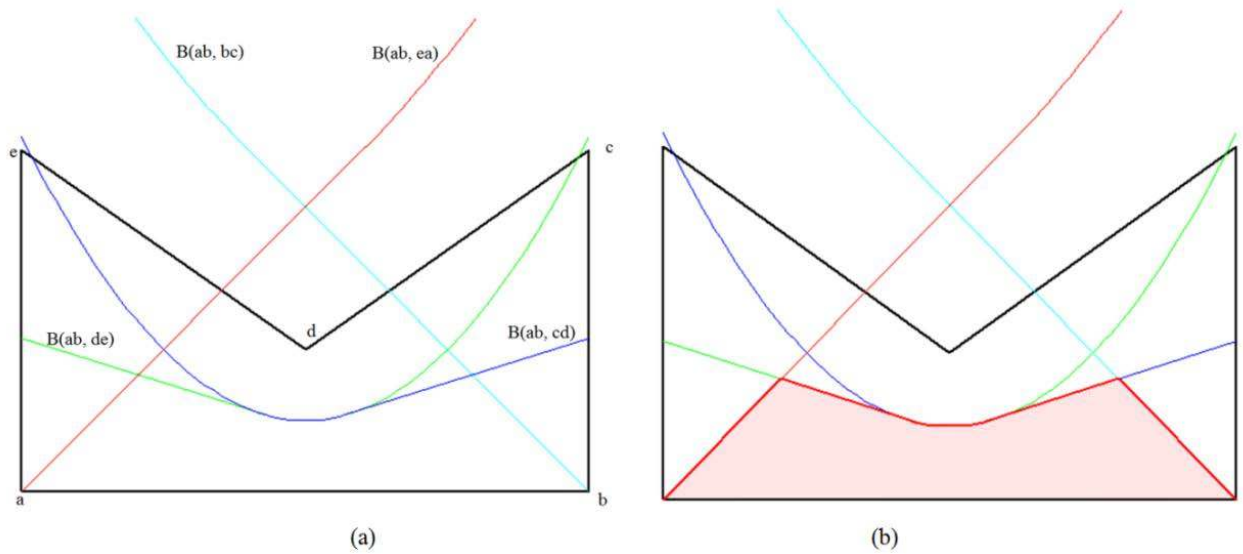 B(ab, bc)
B(ab, ea)
e
c
d
B(ab, de)
B(ab, cd)
a
b
(a)
(b)